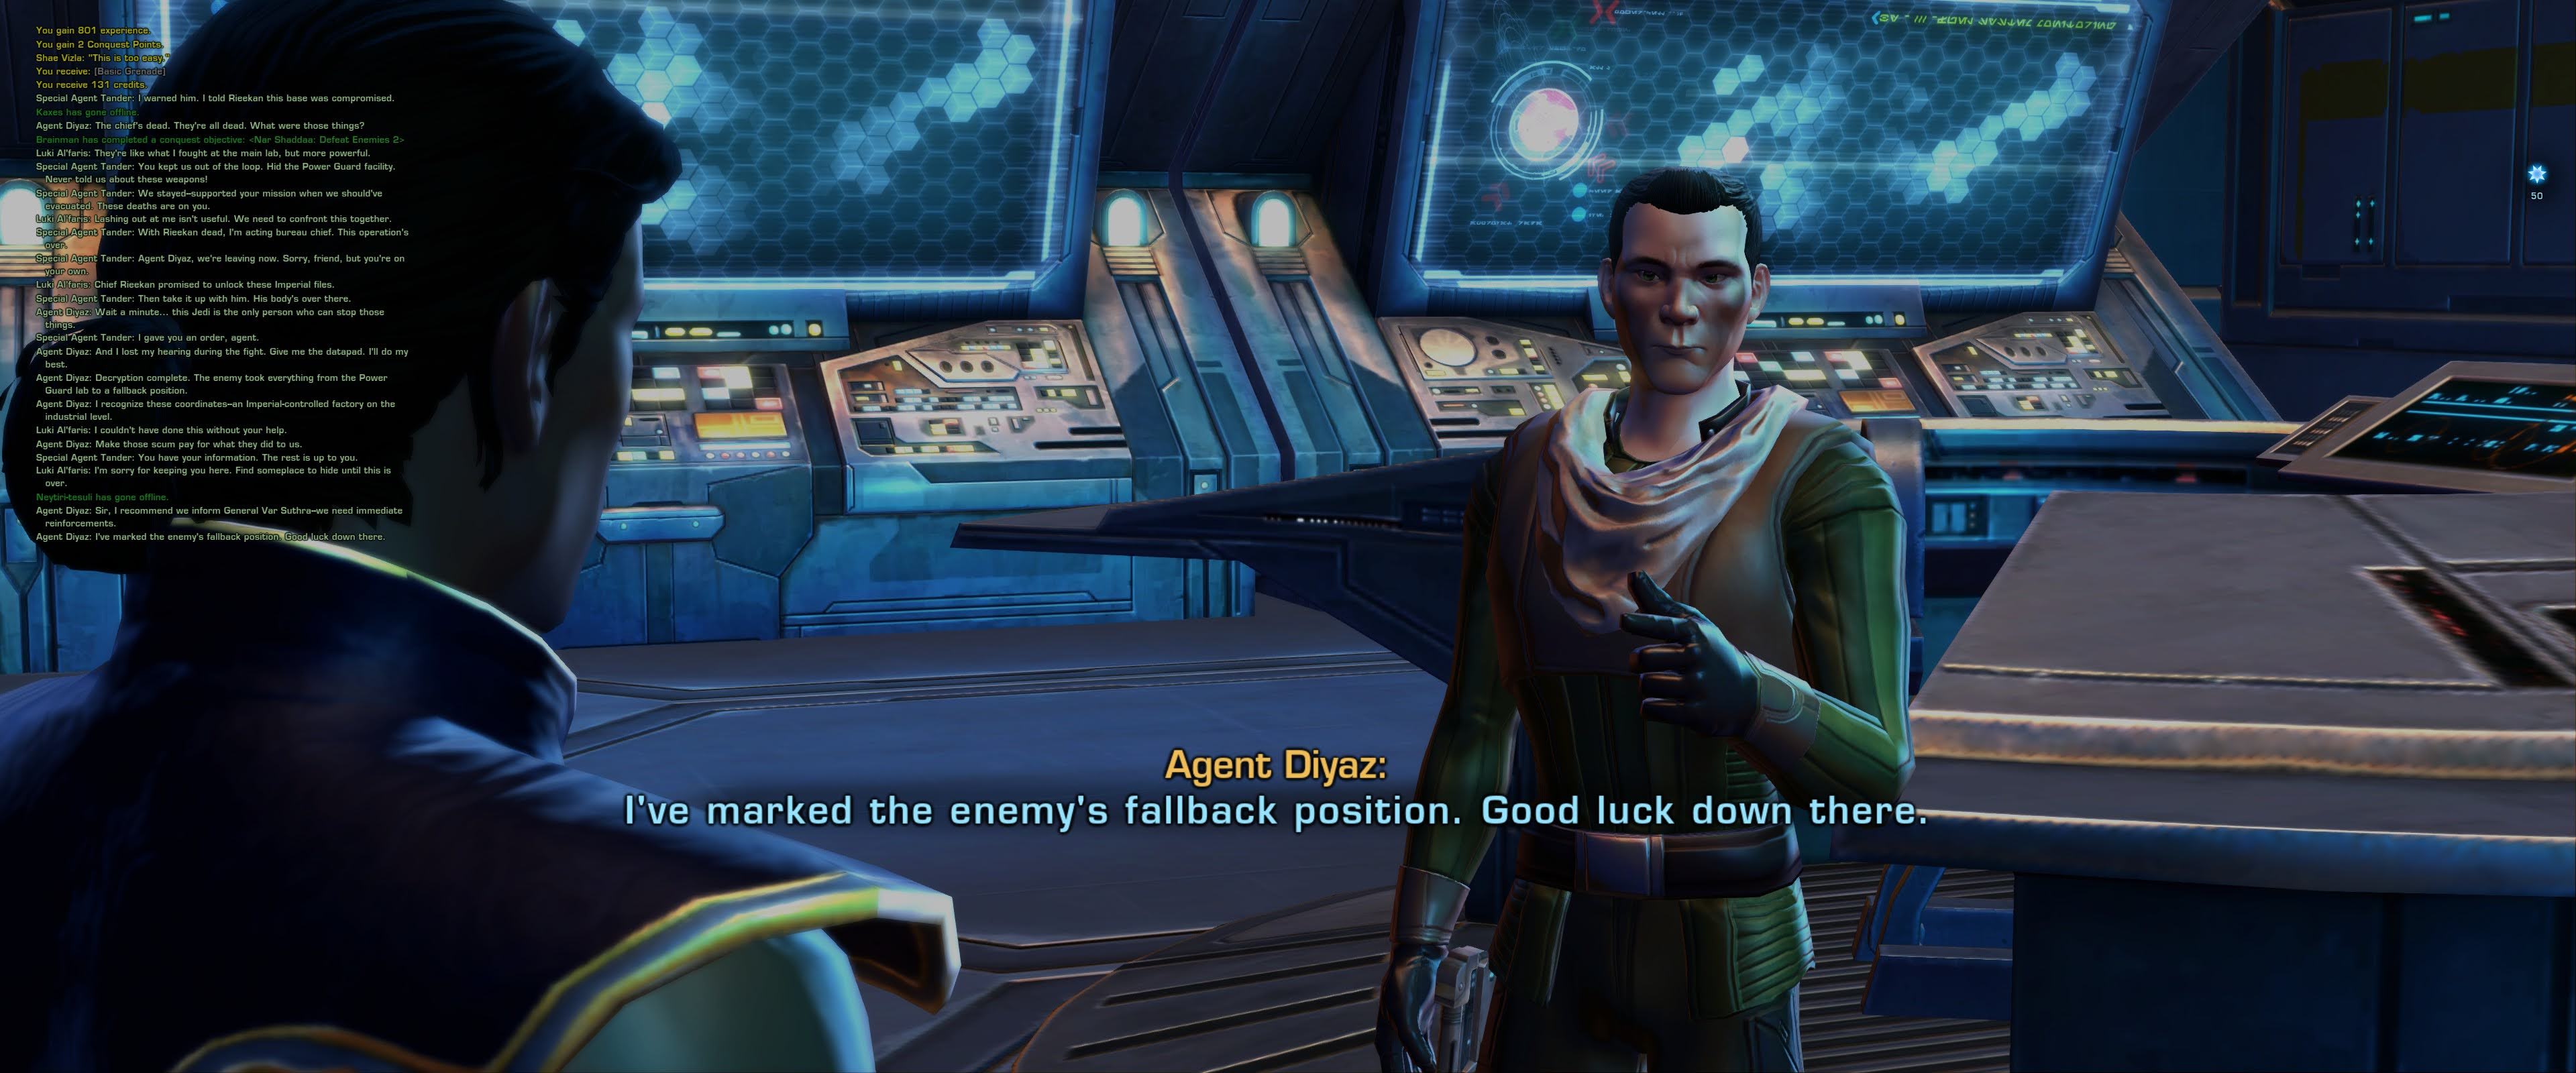 You gain 801 experience.
You gain 2 Conquest Points.
Shae Vizla: "This is too easy."
You receive: [Basic Grenade]
You receive 131 credits.
Special Agent Tander: I warned him. I told Rieekan this base was compromised.
Kaxes has gone offline.
Agent Diyaz: The chief's dead. They're all dead. What were those things?
Brainman has completed a conquest objective: <Nar Shaddaa: Defeat Enemies 2>
Luki Al'faris: They're like what I fought at the main lab, but more powerful.
Special Agent Tander: You kept us out of the loop. Hid the Power Guard facility.
Never told us about these weapons!
Special Agent Tander: We stayed--supported your mission when we should've
evacuated. These deaths are on you.
Luki Al'faris: Lashing out at me isn't useful. We need to confront this together.
Special Agent Tander: With Rieekan dead, I'm acting bureau chief. This operation's
over.
Special Agent Tander: Agent Diyaz, we're leaving now. Sorry, friend, but you're on
your own.
Luki Al'faris: Chief Rieekan promised to unlock these Imperial files.
Special Agent Tander: Then take it up with him. His body's over there.
Agent Diyaz: Wait a minute... this Jedi is the only person who can stop those
things.
Special Agent Tander: I gave you an order, agent.
Agent Diyaz: And I lost my hearing during the fight. Give me the datapad. I'll do my
best.
Agent Diyaz: Decryption complete. The enemy took everything from the Power
Guard lab to a fallback position.
Agent Diyaz: I recognize these coordinates--an Imperial-controlled factory on the
industrial level.
Luki Al'faris: I couldn't have done this without your help.
Agent Diyaz: Make those scum pay for what they did to us.
Special Agent Tander: You have your information. The rest is up to you.
Luki Al'faris: I'm sorry for keeping you here. Find someplace to hide until this is
over.
Neytiri-tesuli has gone offline.
Agent Diyaz: Sir, I recommend we inform General Var Suthra--we need immediate
reinforcements.
Agent Diyaz: I've marked the enemy's fallback position. Good luck down there.
50
Agent Diyaz:
I've marked the enemy's fallback position. Good luck down there.